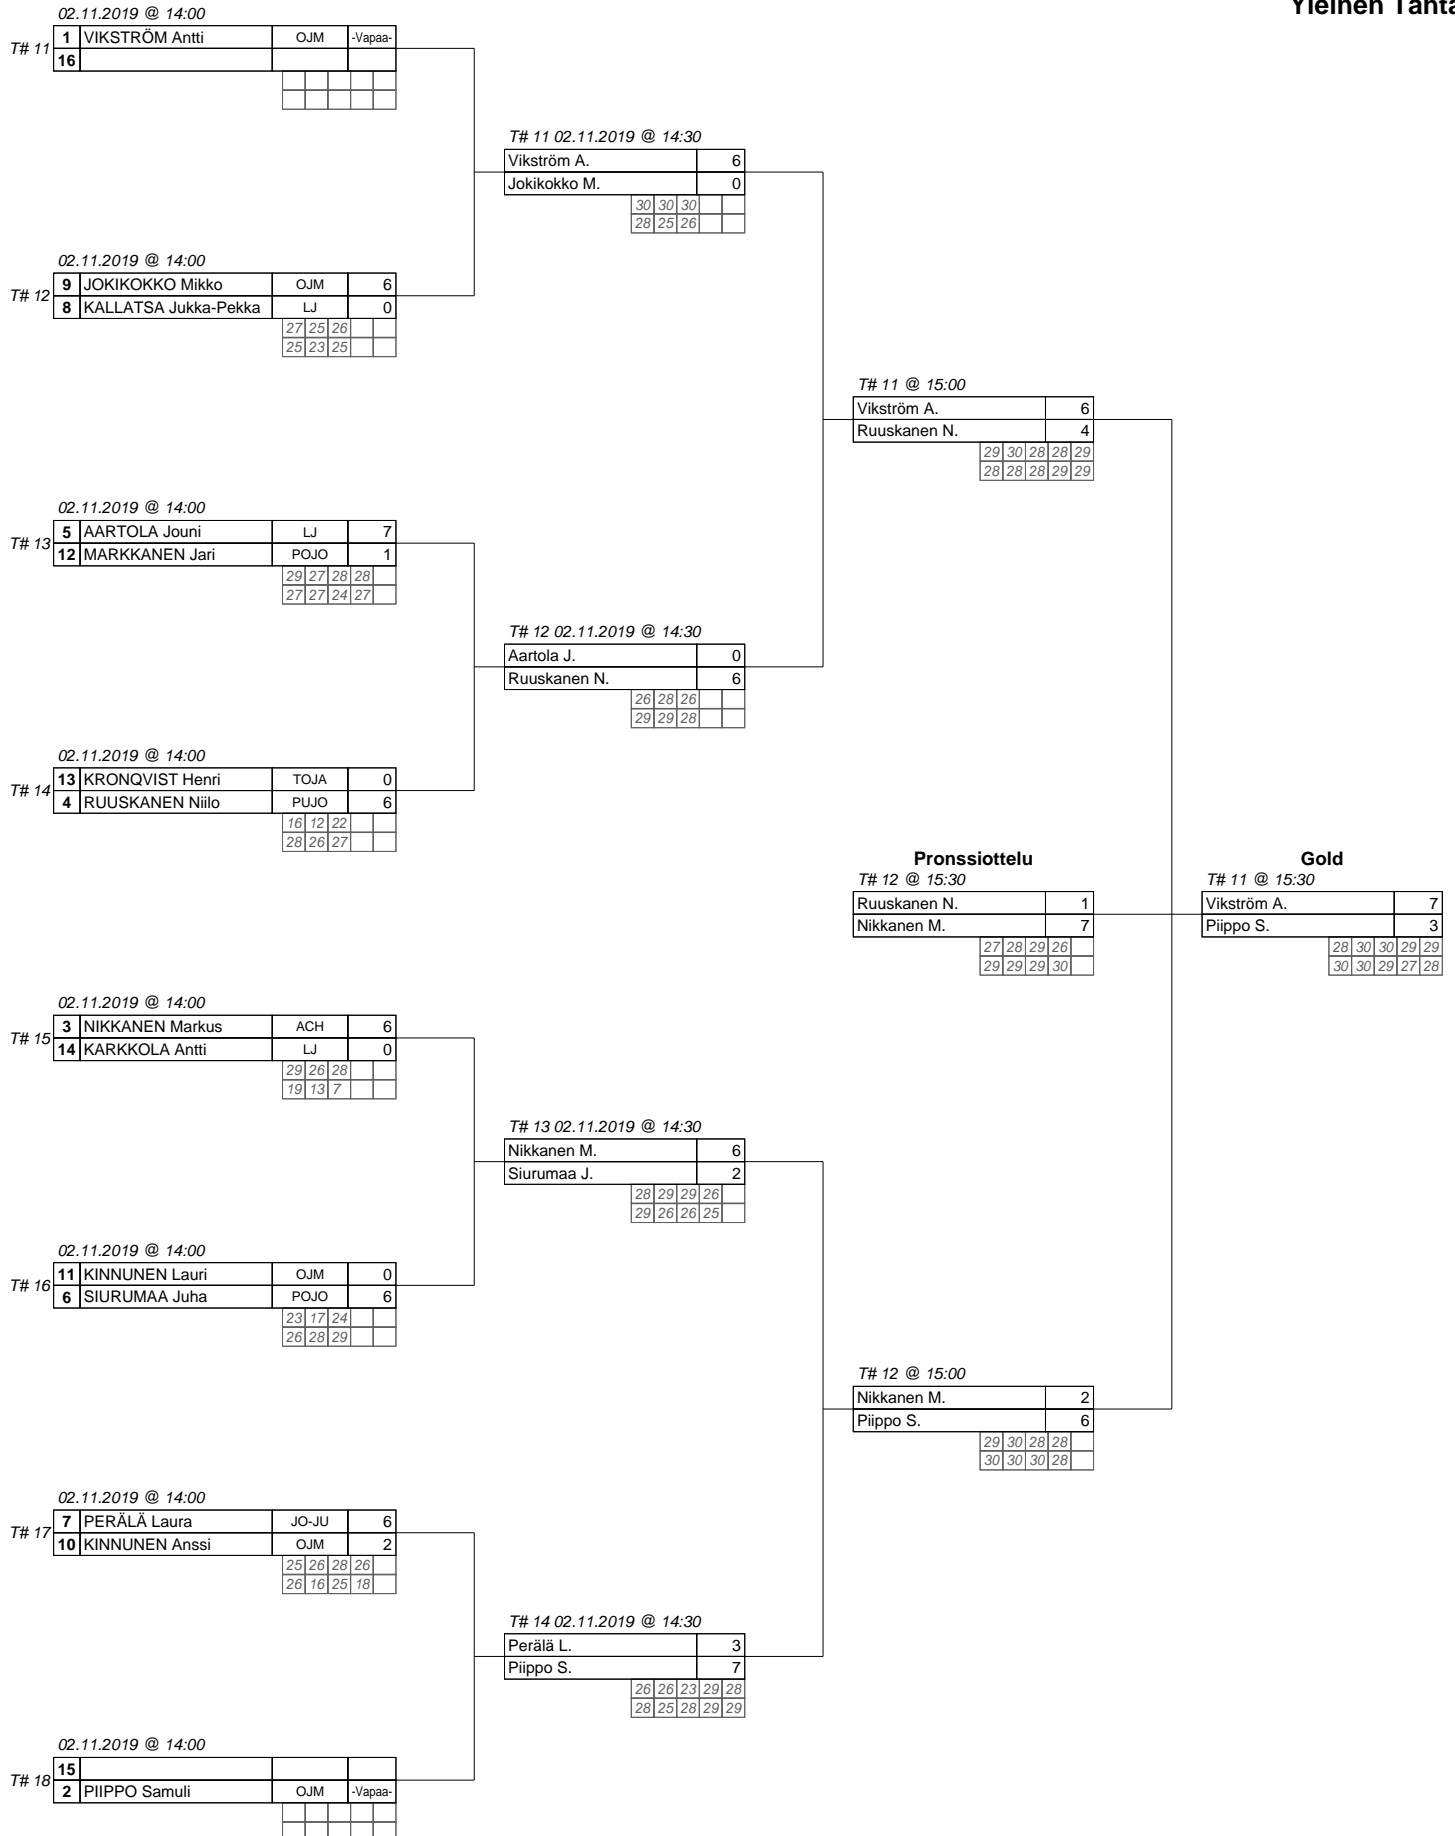 Yleinen Tähtä
02.11.2019 @ 14:00
T# 11
1 VIKSTRÖM Antti OJM -Vapaa-
16
T# 11 02.11.2019 @ 14:30
Vikström A. 6
Jokikokko M. 0
30 30 30
28 25 26
02.11.2019 @ 14:00
T# 12
9 JOKIKOKKO Mikko OJM 6
8 KALLATSA Jukka-Pekka LJ 0
27 25 26
25 23 25
T# 11 @ 15:00
Vikström A. 6
Ruuskanen N. 4
29 30 28 28 29
28 28 28 29 29
02.11.2019 @ 14:00
T# 13
5 AARTOLA Jouni LJ 7
12 MARKKANEN Jari POJO 1
29 27 28 28
27 27 24 27
T# 12 02.11.2019 @ 14:30
Aartola J. 0
Ruuskanen N. 6
26 28 26
29 29 28
02.11.2019 @ 14:00
T# 14
13 KRONQVIST Henri TOJA 0
4 RUUSKANEN Niilo PUJO 6
16 12 22
28 26 27
Pronssiottelu
T# 12 @ 15:30
Ruuskanen N. 1
Nikkanen M. 7
27 28 29 26
29 29 29 30
Gold
T# 11 @ 15:30
Vikström A. 7
Piippo S. 3
28 30 30 29 29
30 30 29 27 28
02.11.2019 @ 14:00
T# 15
3 NIKKANEN Markus ACH 6
14 KARKKOLA Antti LJ 0
29 26 28
19 13 7
T# 13 02.11.2019 @ 14:30
Nikkanen M. 6
Siurumaa J. 2
28 29 29 26
29 26 26 25
02.11.2019 @ 14:00
T# 16
11 KINNUNEN Lauri OJM 0
6 SIURUMAA Juha POJO 6
23 17 24
26 28 29
T# 12 @ 15:00
Nikkanen M. 2
Piippo S. 6
29 30 28 28
30 30 30 28
02.11.2019 @ 14:00
T# 17
7 PERÄLÄ Laura JO-JU 6
10 KINNUNEN Anssi OJM 2
25 26 28 26
26 16 25 18
T# 14 02.11.2019 @ 14:30
Perälä L. 3
Piippo S. 7
26 26 23 29 28
28 25 28 29 29
02.11.2019 @ 14:00
T# 18
15
2 PIIPPO Samuli OJM -Vapaa-